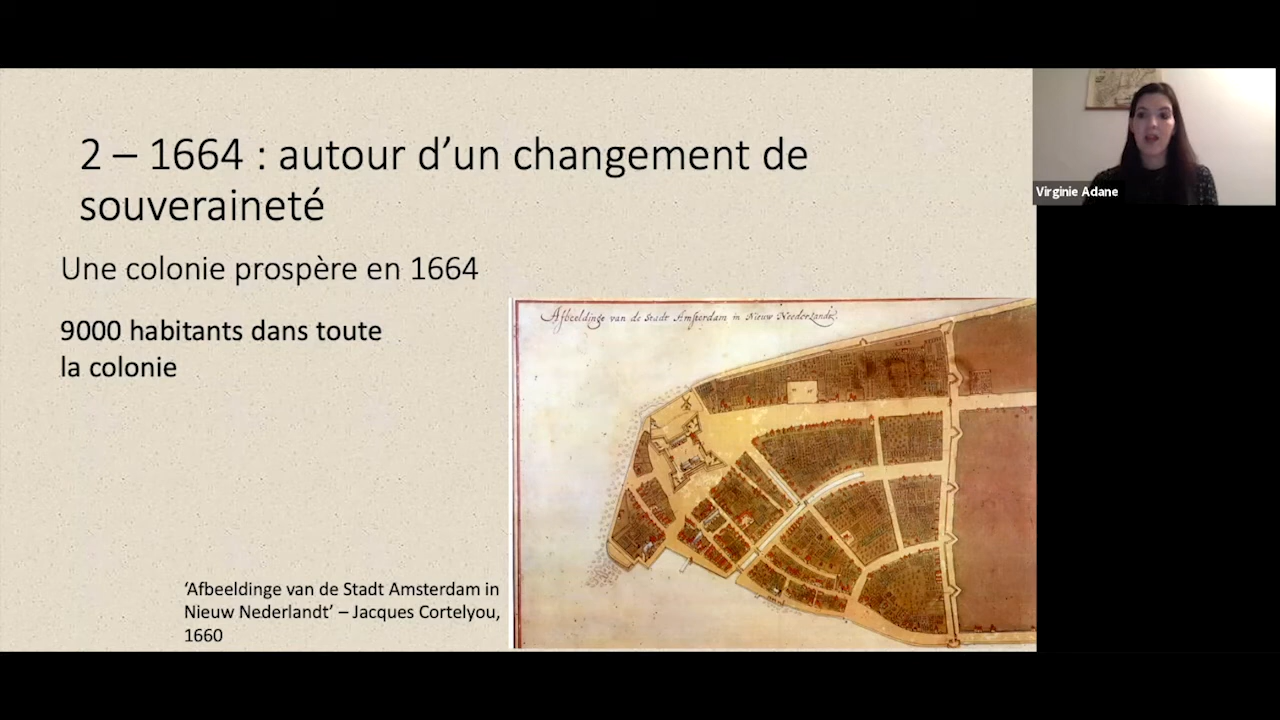 2 – 1664 : autour d’un changement de
souveraineté
Une colonie prospère en 1664
9000 habitants dans toute
la colonie
Afbeeldinge van de Stadt Amsterdam in Nieuw Neederlandt.
‘Afbeeldinge van de Stadt Amsterdam in
Nieuw Nederlandt’ – Jacques Cortelyou,
1660
Virginie Adane